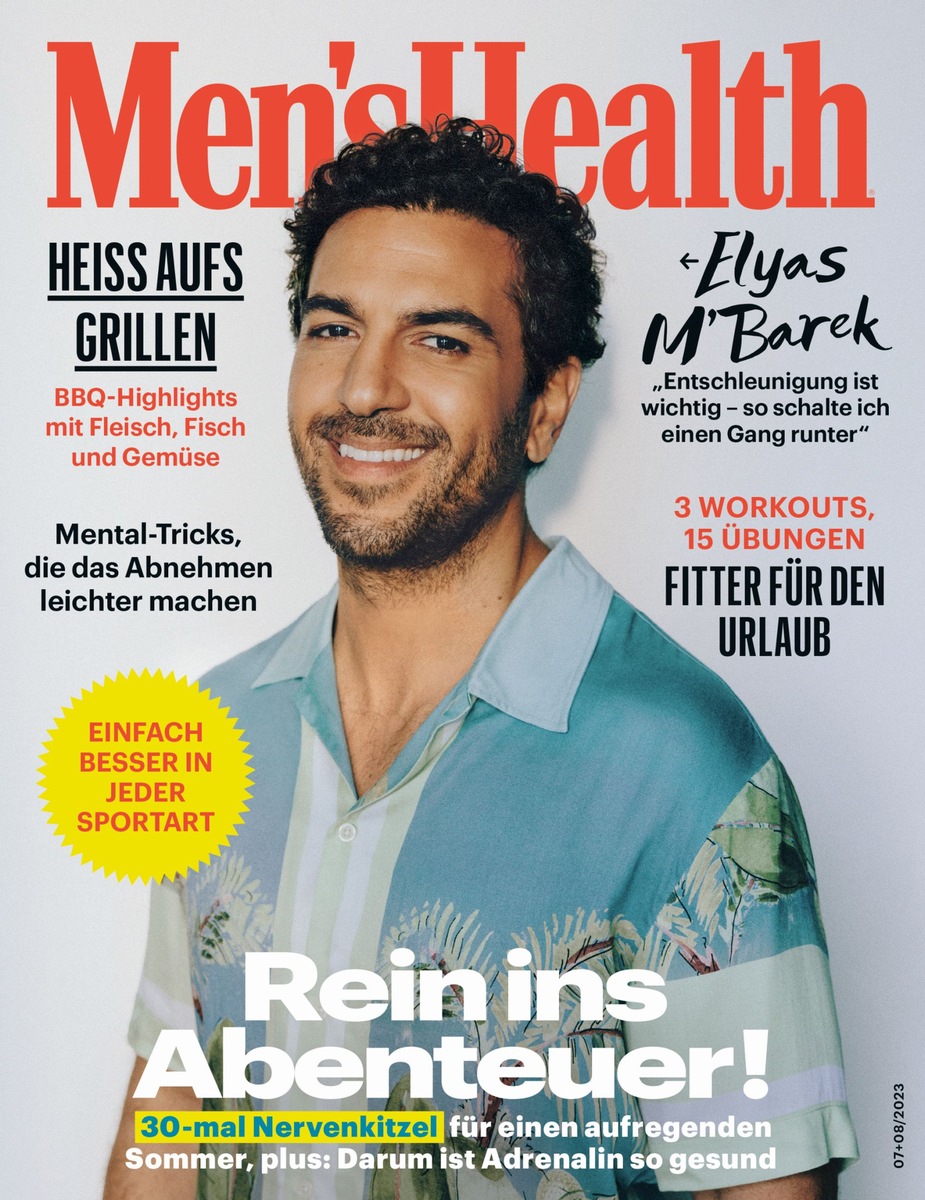 Men'sHealth
HEISS AUFS
GRILLEN
BBQ-Highlights
mit Fleisch, Fisch
und Gemüse
Mental-Tricks,
die das Abnehmen
leichter machen
EINFACH
BESSER IN
JEDER
SPORTART
←Elyas
M'Barek
„Entschleunigung ist
wichtig – so schalte ich
einen Gang runter“
3 WORKOUTS,
15 ÜBUNGEN
FITTER FÜR DEN
URLAUB
Rein ins
Abenteuer!
30-mal Nervenkitzel für einen aufregenden
Sommer, plus: Darum ist Adrenalin so gesund
07+08/2023